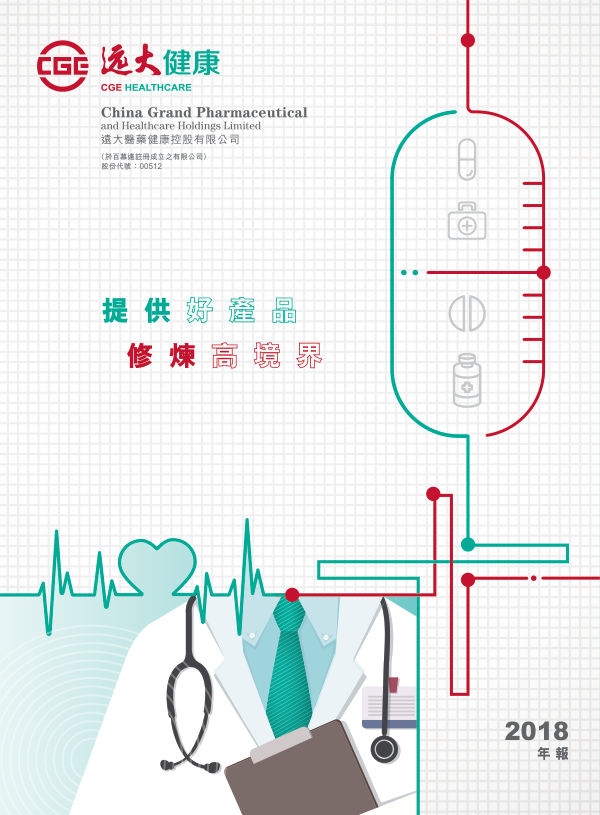 CGE 远大健康
CGE HEALTHCARE
China Grand Pharmaceutical
and Healthcare Holdings Limited
遠大醫藥健康控股有限公司
（於百慕達註冊成立之有限公司）
股份代號：00512
提供好產品
修煉高境界
2018
年報